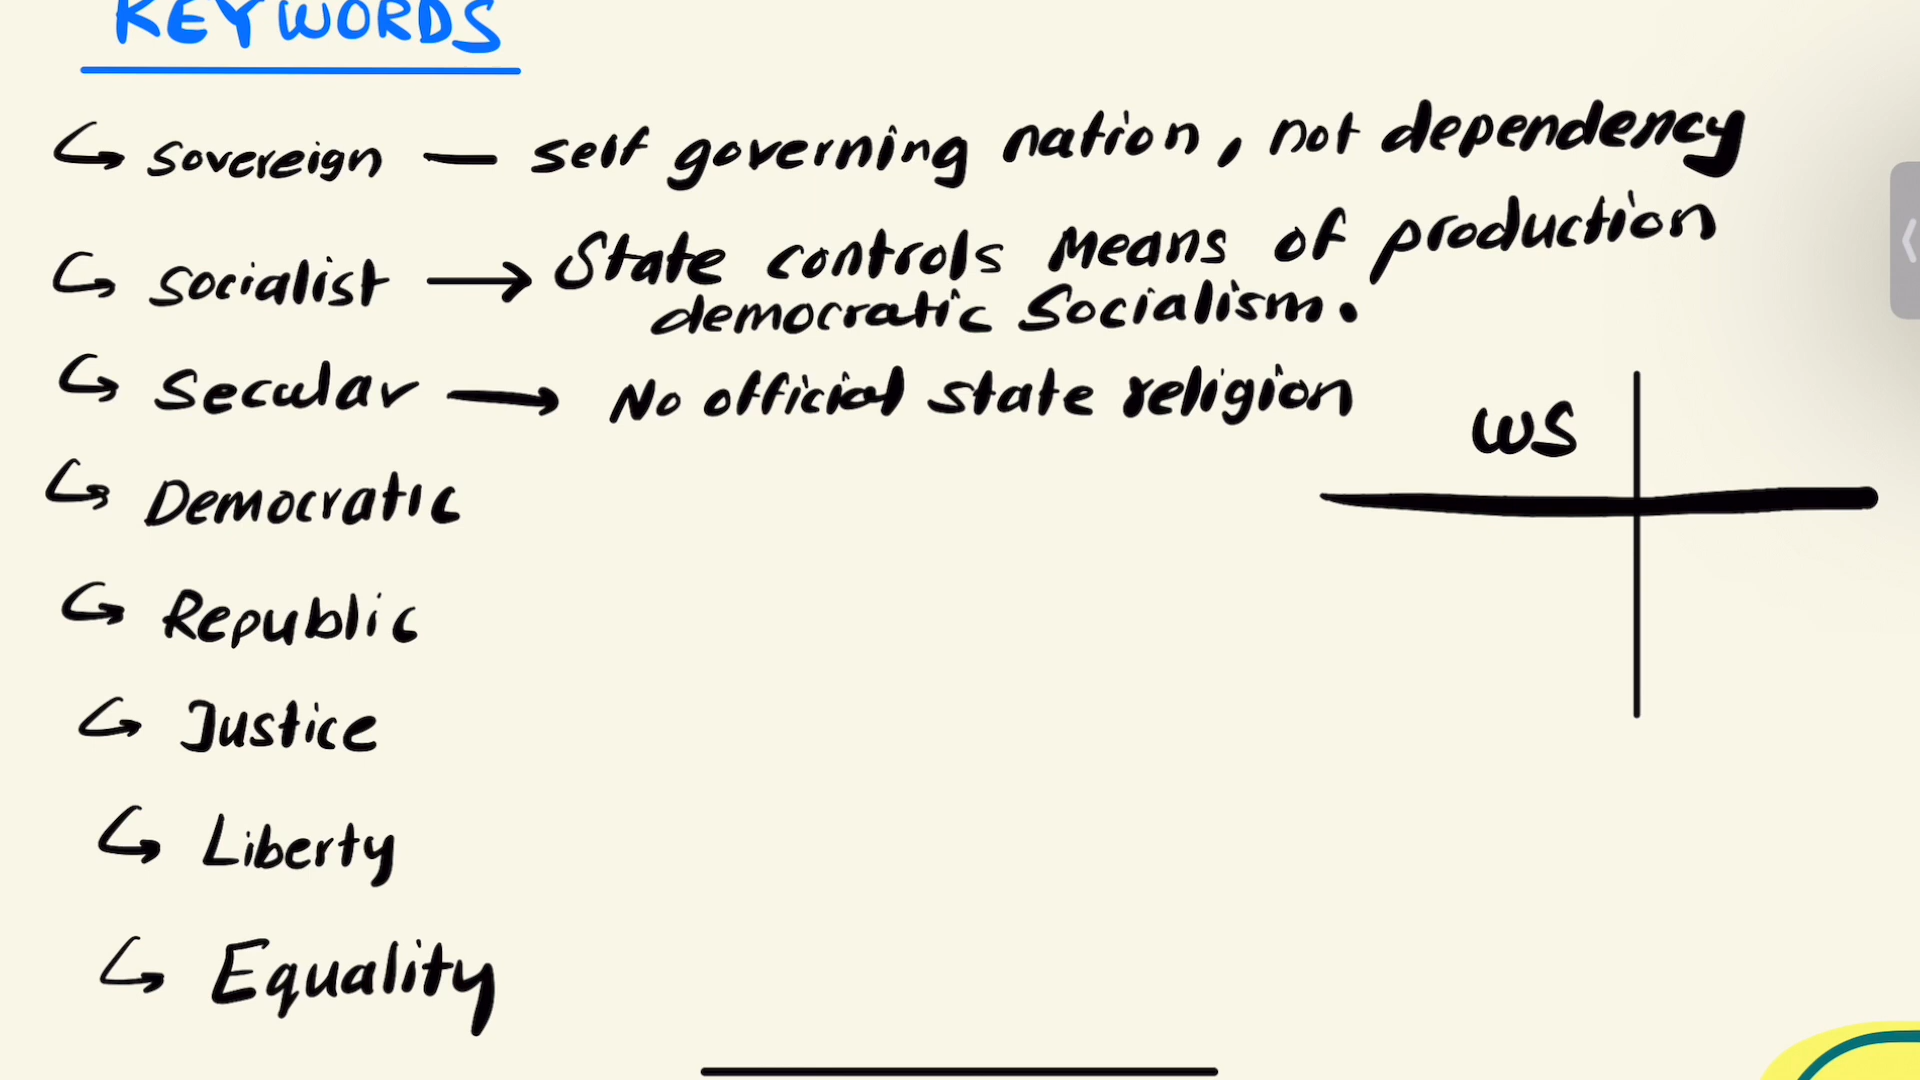 KEYWORDS
↪ Sovereign — self governing nation, not dependency
↪ Socialist → State controls Means of production
democratic Socialism.
↪ Secular → No official state religion
WS
↪ Democratic
↪ Republic
↪ Justice
↪ Liberty
↪ Equality